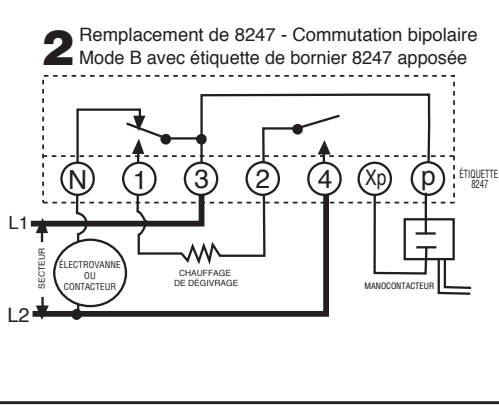 2 Remplacement de 8247 - Commutation bipolaire
Mode B avec étiquette de bornier 8247 apposée
N 1 3 2 4 Xp p
ÉTIQUETTE
8247
L1
SECTEUR
ÉLECTROVANNE
OU
CONTACTEUR
CHAUFFAGE
DE DÉGIVRAGE
MANOCONTACTEUR
L2